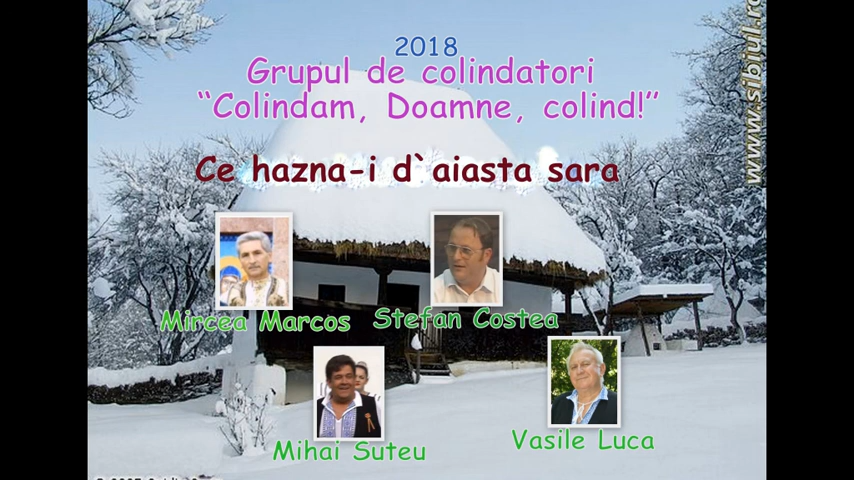 2018
Grupul de colindatori
“Colindam, Doamne, colind!”
Ce hazna-i d`aiasta sara
Mircea Marcos
Stefan Costea
Mihai Suteu
Vasile Luca
www.sibiul.ro